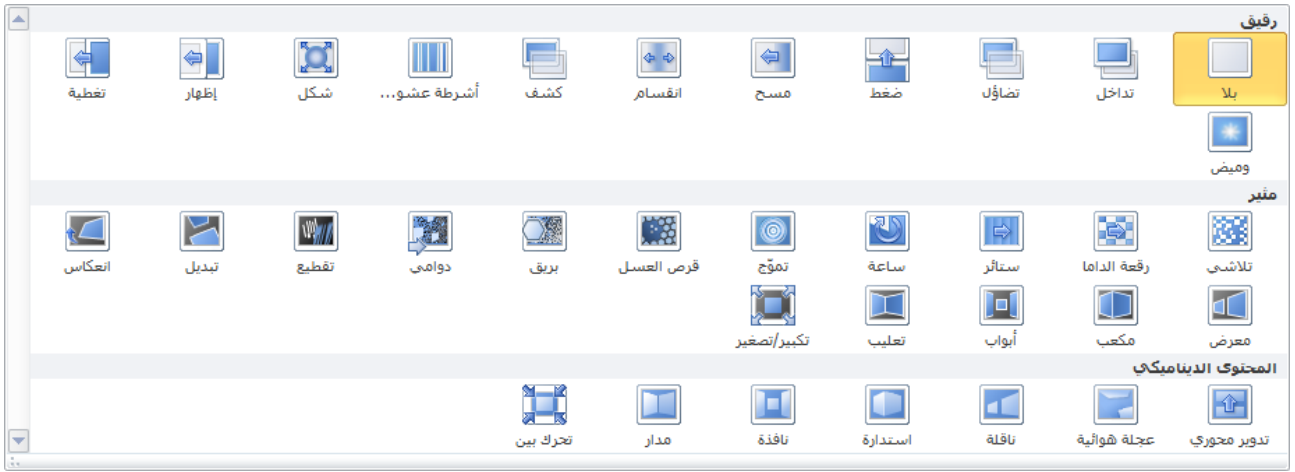 رقيق
بلا تداخل تضاؤل ضغط مسح انقسام كشف أشرطة عشو... شكل إظهار تغطية
وميض
مثير
تلاشي رقعة الداما ستائر ساعة تموّج قرص العسل بريق دوامي تقطيع تبديل انعكاس
معرض مكعب أبواب تعليب تكبير/تصغير
المحتوى الديناميكي
تدوير محوري عجلة هوائية ناقلة استدارة نافذة مدار تحرك بين